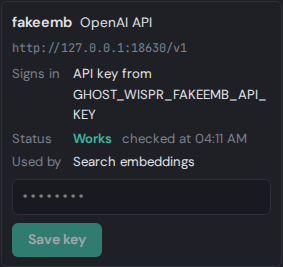 fakeemb OpenAI API
http://127.0.0.1:18630/v1
Signs in API key from
GHOST_WISPR_FAKEEMB_API_
KEY
Status Works checked at 04:11 AM
Used by Search embeddings
••••••••
Save key